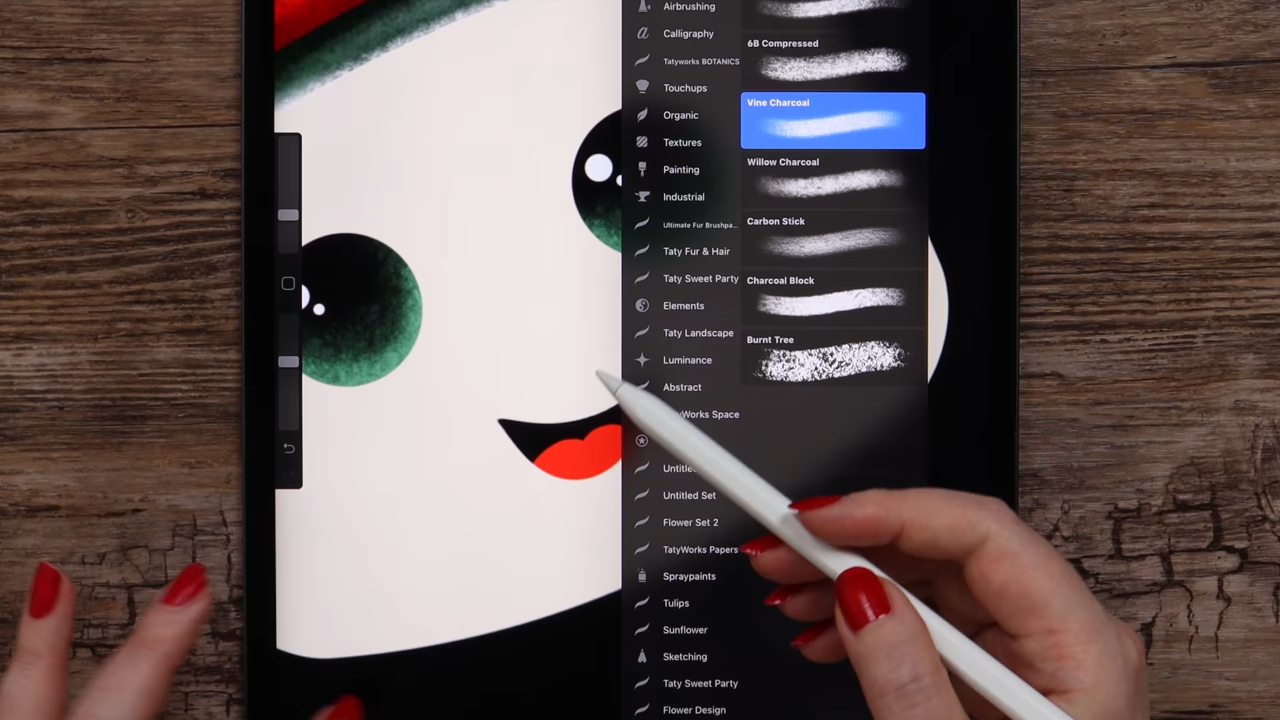 Airbrushing
Calligraphy
Tatyworks BOTANICS
Touchups
Organic
Textures
Painting
Industrial
Ultimate Fur Brushpa...
Taty Fur & Hair
Taty Sweet Party
Elements
Taty Landscape
Luminance
Abstract
TatyWorks Space
Untitled
Untitled Set
Flower Set 2
TatyWorks Papers
Spraypaints
Tulips
Sunflower
Sketching
Taty Sweet Party
Flower Design
6B Compressed
Vine Charcoal
Willow Charcoal
Carbon Stick
Charcoal Block
Burnt Tree